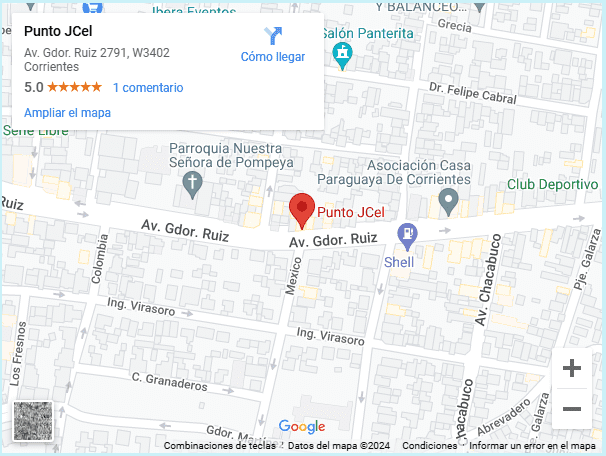 Ibera Eventos
Y BALANCEO...
Grecia
Punto JCel
Av. Gdor. Ruiz 2791, W3402
Corrientes
Cómo llegar
5.0
1 comentario
Ampliar el mapa
Salón Panterita
Dr. Felipe Cabral
Serie Libre
Parroquia Nuestra
Señora de Pompeya
Asociación Casa
Paraguaya De Corrientes
Club Deportivo
Ruiz
Av. Gdor. Ruiz
Punto JCel
Av. Gdor. Ruiz
Shell
Colombia
Mexico
Av. Chacabuco
Pje. Galarza
Ing. Virasoro
Ing. Virasoro
Los Fresnos
C. Granaderos
Chacabuco
Abrevadero
Galarza
Gdor. Martinez
Google
Combinaciones de teclas
Datos del mapa ©2024
Condiciones
Informar un error en el mapa